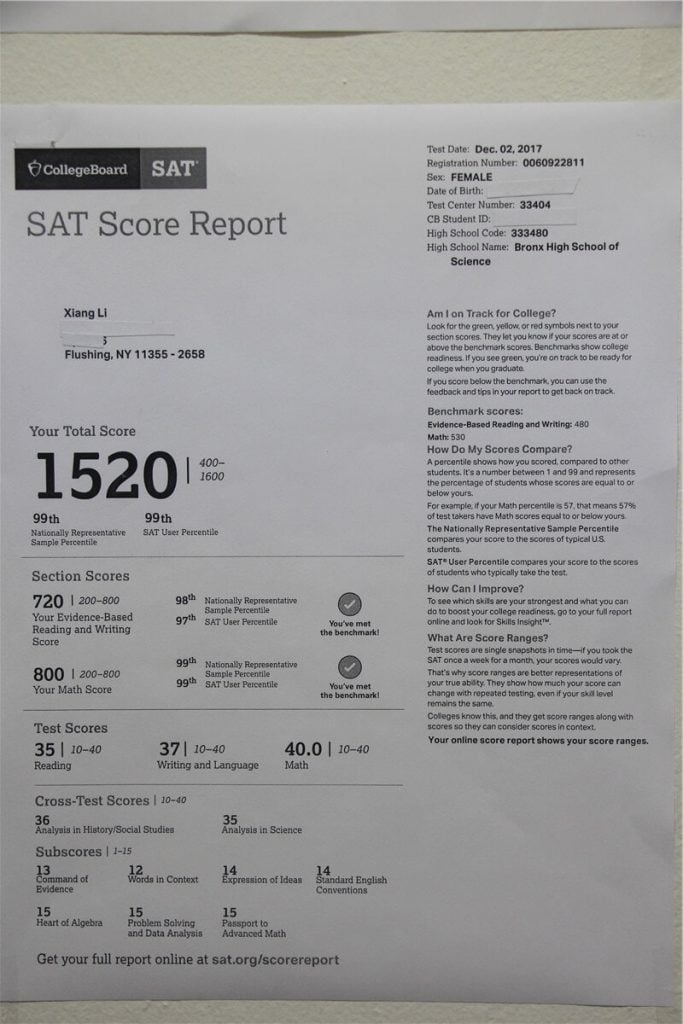 CollegeBoard SAT
SAT Score Report
Test Date: Dec. 02, 2017
Registration Number: 0060922811
Sex: FEMALE
Date of Birth:
Test Center Number: 33404
CB Student ID:
High School Code: 333480
High School Name: Bronx High School of
Science
Xiang Li
Flushing, NY 11355 - 2658
Your Total Score
1520 | 400–
1600
99th
Nationally Representative
Sample Percentile
99th
SAT User Percentile
Section Scores
720 | 200–800
Your Evidence-Based
Reading and Writing
Score
98th Nationally Representative
Sample Percentile
97th SAT User Percentile
You've met
the benchmark!
800 | 200–800
Your Math Score
99th Nationally Representative
Sample Percentile
99th SAT User Percentile
You've met
the benchmark!
Test Scores
35 | 10–40
Reading
37 | 10–40
Writing and Language
40.0 | 10–40
Math
Cross-Test Scores | 10–40
36
Analysis in History/Social Studies
35
Analysis in Science
Subscores | 1–15
13
Command of
Evidence
12
Words in Context
14
Expression of Ideas
14
Standard English
Conventions
15
Heart of Algebra
15
Problem Solving
and Data Analysis
15
Passport to
Advanced Math
Get your full report online at sat.org/scorereport
Am I on Track for College?
Look for the green, yellow, or red symbols next to your
section scores. They let you know if your scores are at or
above the benchmark scores. Benchmarks show college
readiness. If you see green, you're on track to be ready for
college when you graduate.
If you score below the benchmark, you can use the
feedback and tips in your report to get back on track.
Benchmark scores:
Evidence-Based Reading and Writing: 480
Math: 530
How Do My Scores Compare?
A percentile shows how you scored, compared to other
students. It's a number between 1 and 99 and represents
the percentage of students whose scores are equal to or
below yours.
For example, if your Math percentile is 57, that means 57%
of test takers have Math scores equal to or below yours.
The Nationally Representative Sample Percentile
compares your score to the scores of typical U.S.
students.
SAT® User Percentile compares your score to the scores
of students who typically take the test.
How Can I Improve?
To see which skills are your strongest and what you can
do to boost your college readiness, go to your full report
online and look for Skills Insight™.
What Are Score Ranges?
Test scores are single snapshots in time—if you took the
SAT once a week for a month, your scores would vary.
That's why score ranges are better representations of
your true ability. They show how much your score can
change with repeated testing, even if your skill level
remains the same.
Colleges know this, and they get score ranges along with
scores so they can consider scores in context.
Your online score report shows your score ranges.